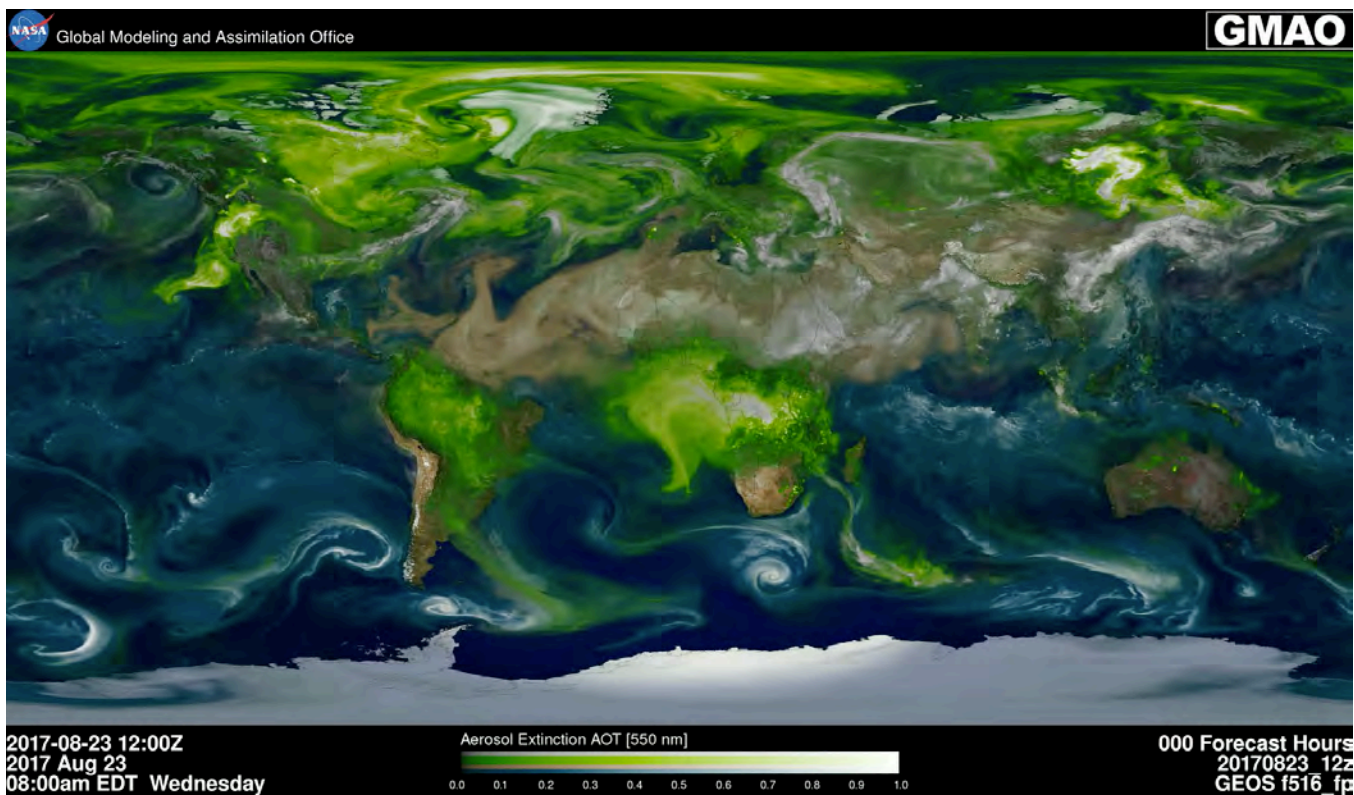 NASA Global Modeling and Assimilation Office
GMAO
2017-08-23 12:00Z
2017 Aug 23
08:00am EDT Wednesday
Aerosol Extinction AOT [550 nm]
0.0 0.1 0.2 0.3 0.4 0.5 0.6 0.7 0.8 0.9 1.0
000 Forecast Hours
20170823_12z
GEOS f516_fp